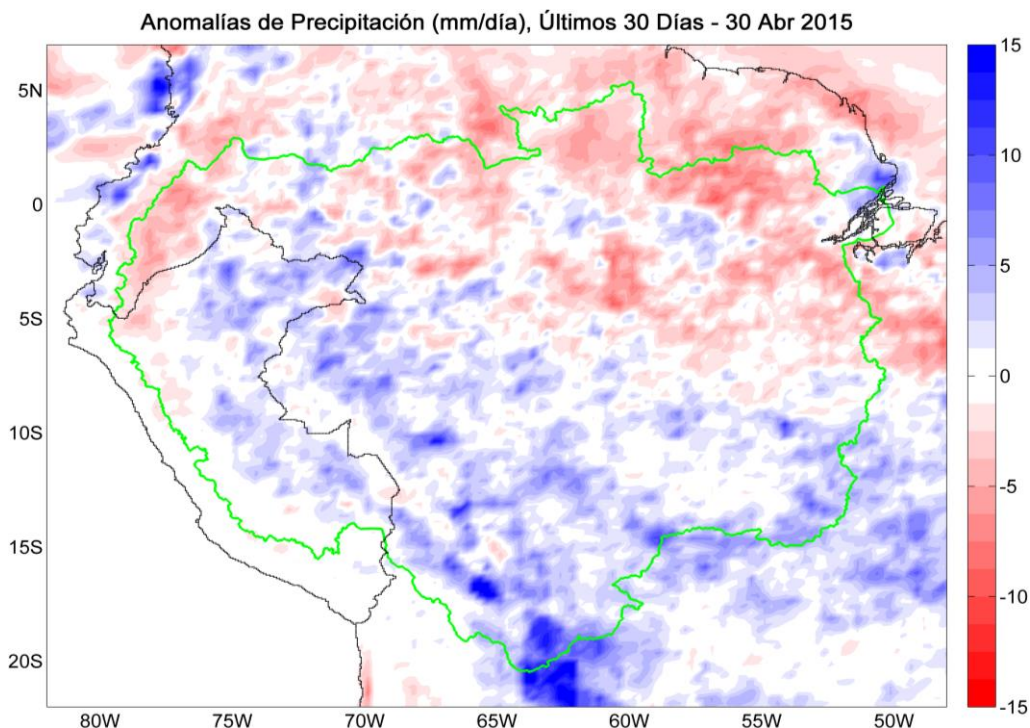 Anomalías de Precipitación (mm/día), Últimos 30 Días - 30 Abr 2015
5N
0
5S
10S
15S
20S
80W 75W 70W 65W 60W 55W 50W
15
10
5
0
-5
-10
-15